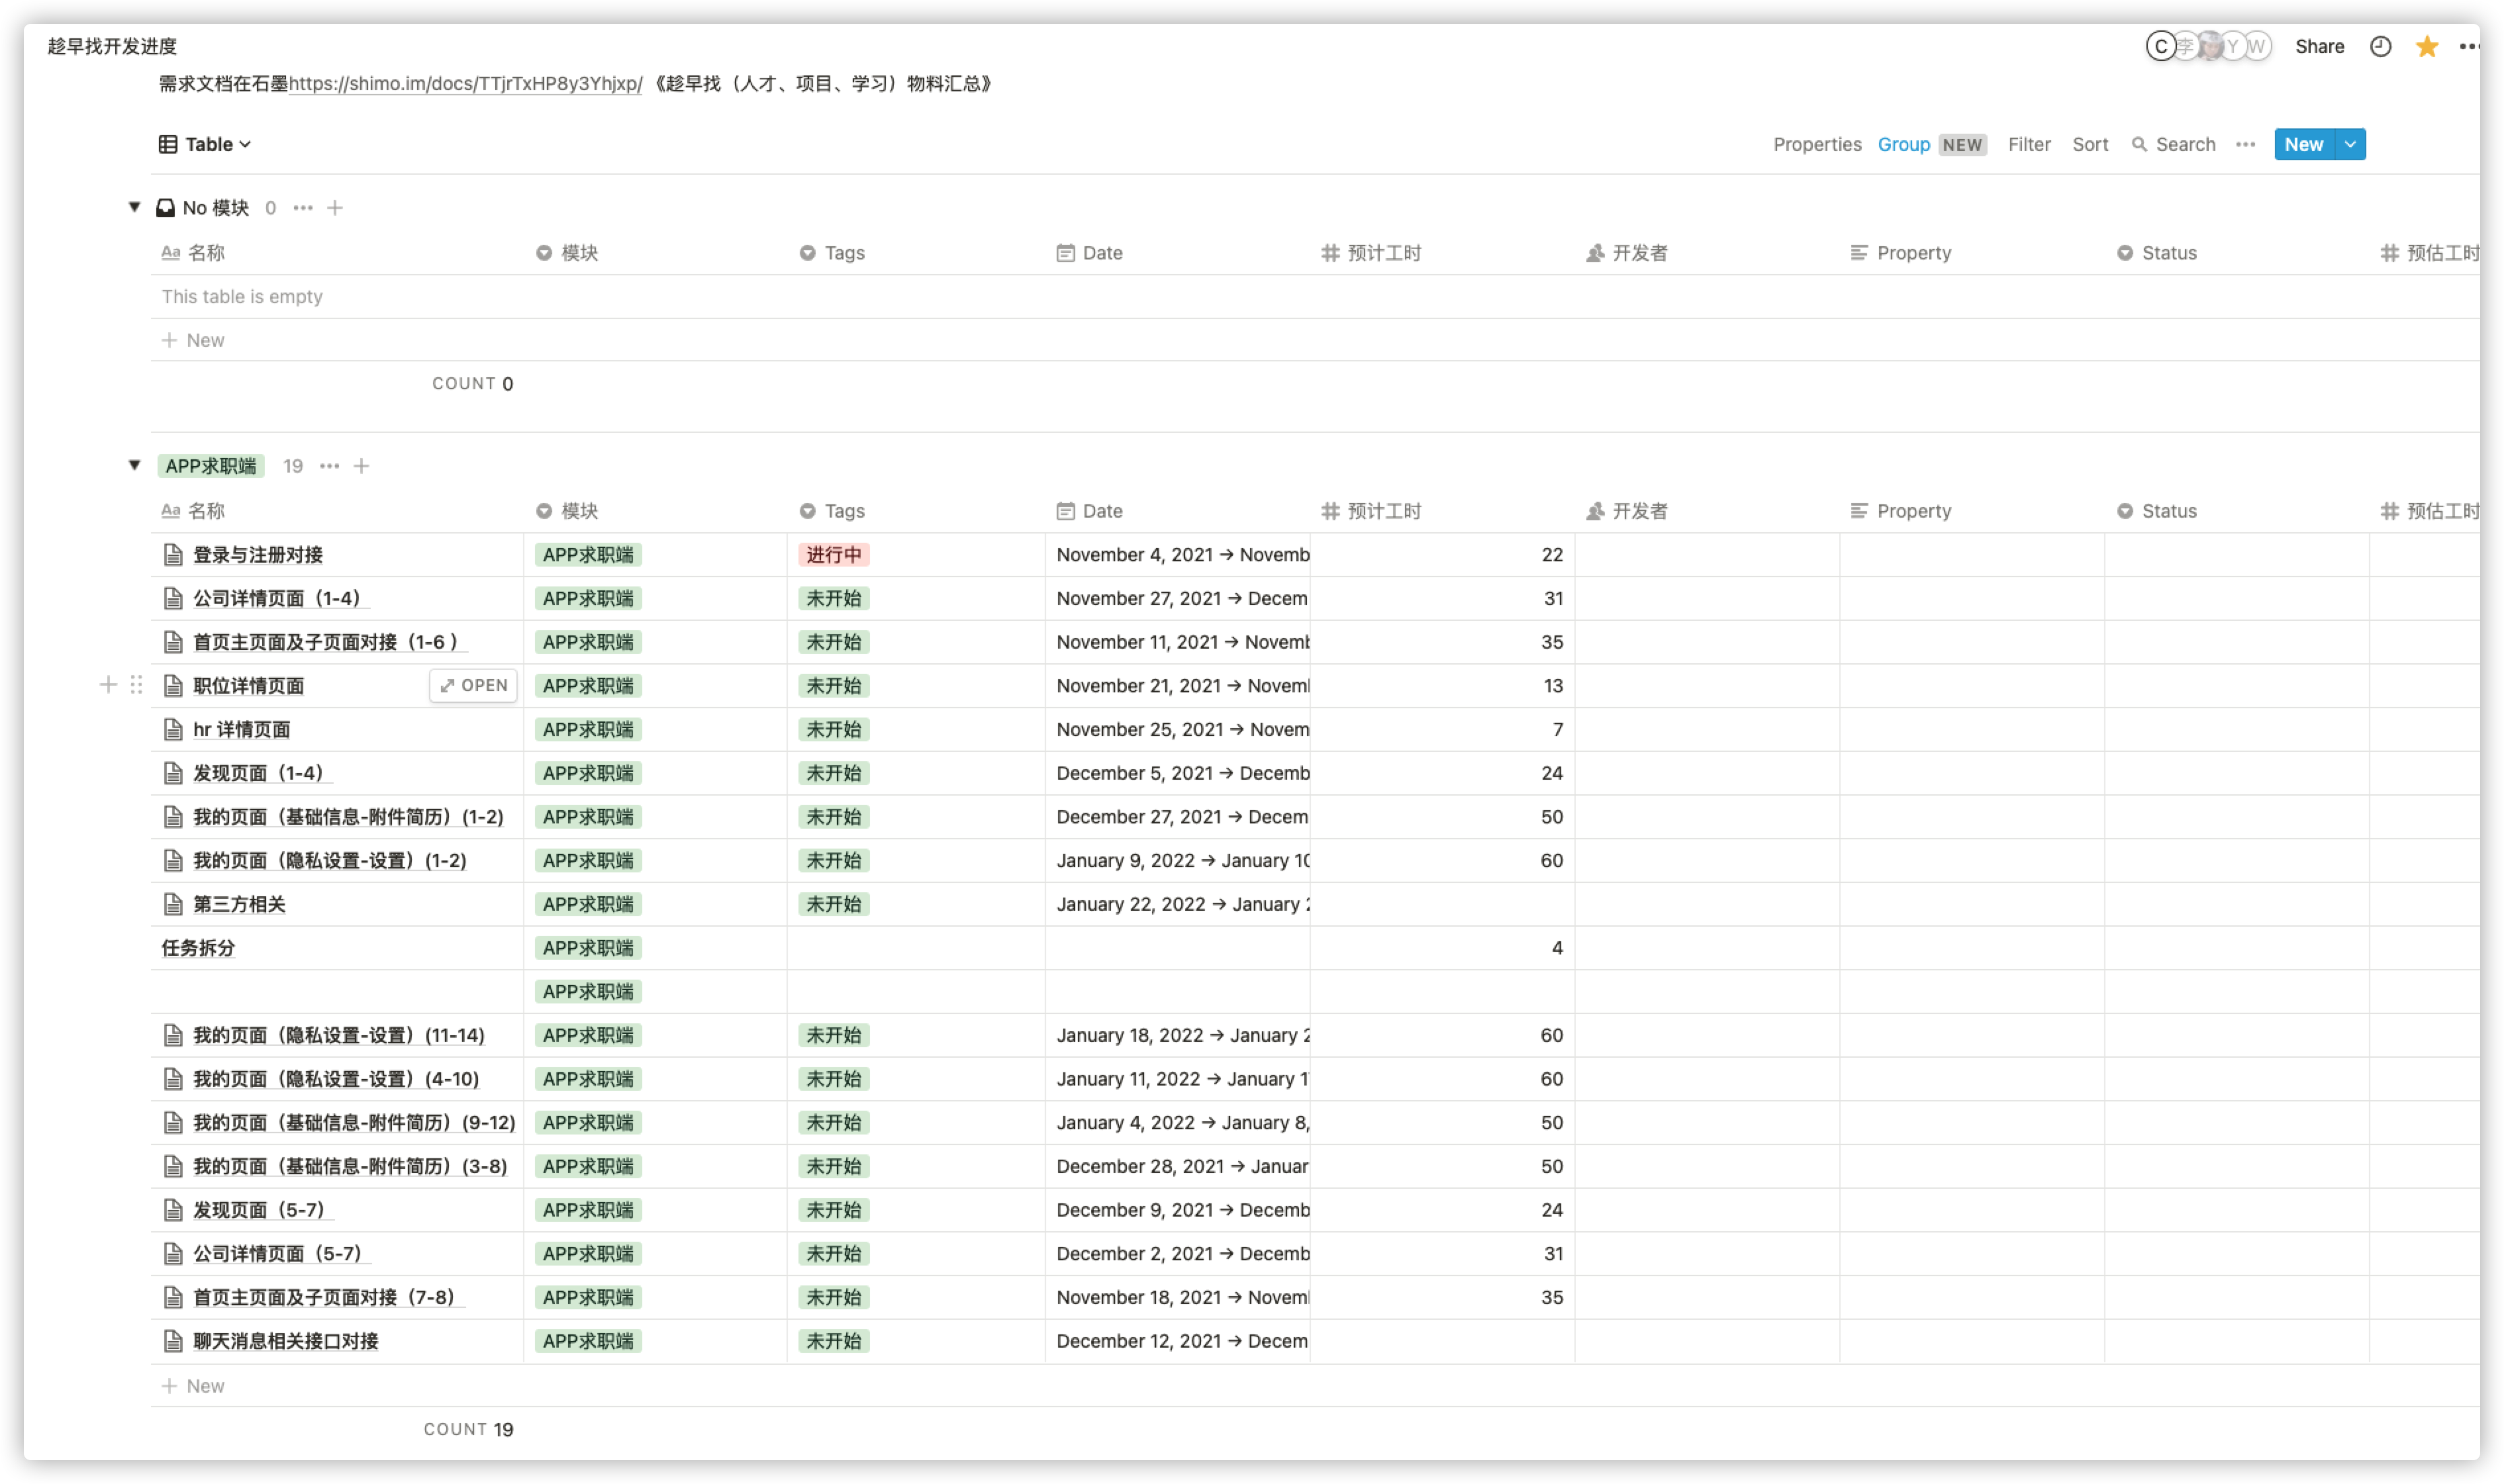 趁早找开发进度 C 李 Y W Share
需求文档在石墨https://shimo.im/docs/TTjrTxHP8y3Yhjxp/ 《趁早找（人才、项目、学习）物料汇总》
Table Properties Group NEW Filter Sort Search New
No 模块 0
Aa 名称 模块 Tags Date 预计工时 开发者 Property Status 预估工时
This table is empty
New
COUNT 0
APP求职端 19
Aa 名称 模块 Tags Date 预计工时 开发者 Property Status 预估工时
登录与注册对接 APP求职端 进行中 November 4, 2021 → Novemb 22
公司详情页面（1-4） APP求职端 未开始 November 27, 2021 → Decem 31
首页主页面及子页面对接（1-6 ） APP求职端 未开始 November 11, 2021 → Novemb 35
职位详情页面 OPEN APP求职端 未开始 November 21, 2021 → Novem 13
hr 详情页面 APP求职端 未开始 November 25, 2021 → Novem 7
发现页面（1-4） APP求职端 未开始 December 5, 2021 → Decemb 24
我的页面（基础信息-附件简历）(1-2) APP求职端 未开始 December 27, 2021 → Decem 50
我的页面（隐私设置-设置）(1-2) APP求职端 未开始 January 9, 2022 → January 10 60
第三方相关 APP求职端 未开始 January 22, 2022 → January 2
任务拆分 APP求职端 4
APP求职端
我的页面（隐私设置-设置）(11-14) APP求职端 未开始 January 18, 2022 → January 2 60
我的页面（隐私设置-设置）(4-10) APP求职端 未开始 January 11, 2022 → January 1 60
我的页面（基础信息-附件简历）(9-12) APP求职端 未开始 January 4, 2022 → January 8, 50
我的页面（基础信息-附件简历）(3-8) APP求职端 未开始 December 28, 2021 → Januar 50
发现页面（5-7） APP求职端 未开始 December 9, 2021 → Decemb 24
公司详情页面（5-7） APP求职端 未开始 December 2, 2021 → Decemb 31
首页主页面及子页面对接（7-8） APP求职端 未开始 November 18, 2021 → Novem 35
聊天消息相关接口对接 APP求职端 未开始 December 12, 2021 → Decem
New
COUNT 19